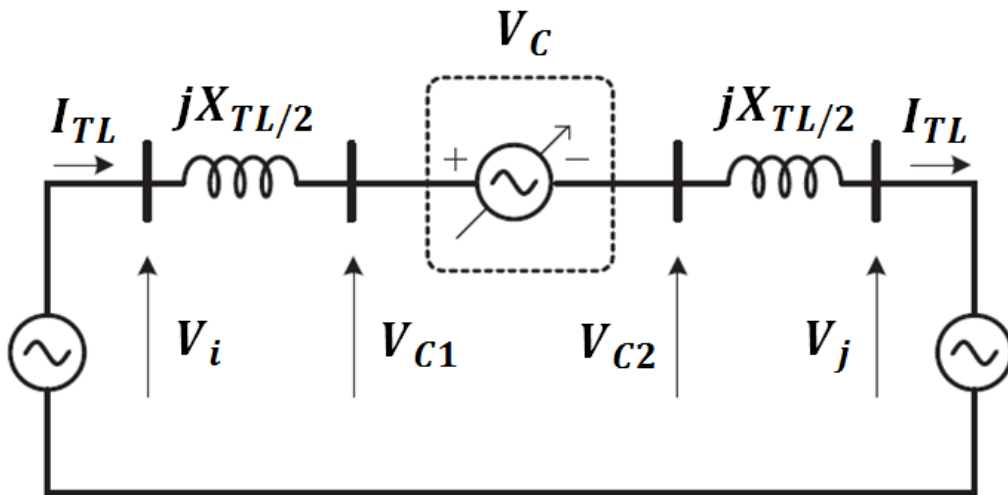 V_C
I_TL jX_TL/2 jX_TL/2 I_TL
+ −
V_i V_C1 V_C2 V_j